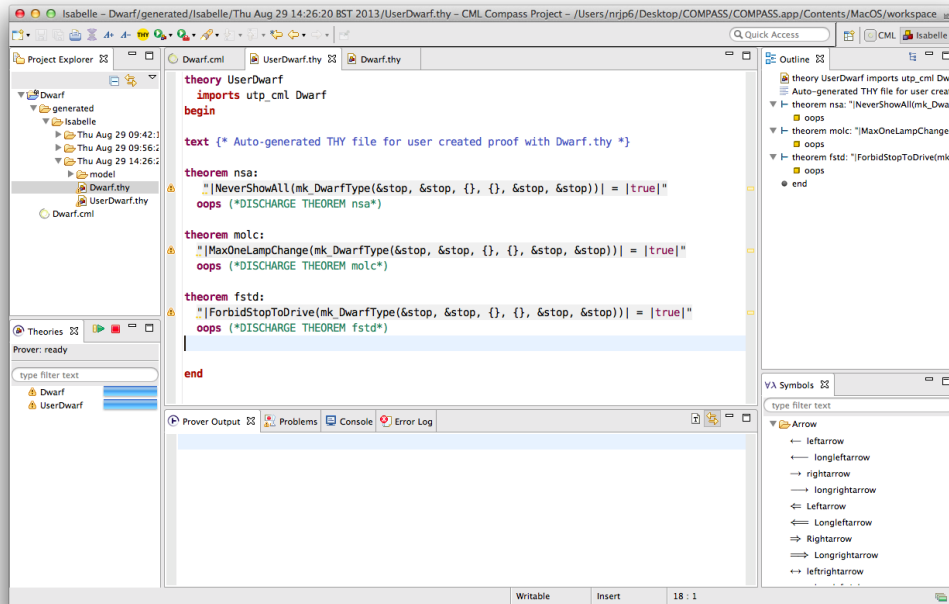 Isabelle – Dwarf/generated/Isabelle/Thu Aug 29 14:26:20 BST 2013/UserDwarf.thy – CML Compass Project – /Users/nrjp6/Desktop/COMPASS/COMPASS.app/Contents/MacOS/workspace
Quick Access
CML
Isabelle
Project Explorer
Dwarf
generated
Isabelle
Thu Aug 29 09:42:1
Thu Aug 29 09:56:2
Thu Aug 29 14:26:2
model
Dwarf.thy
UserDwarf.thy
Dwarf.cml
Theories
Prover: ready
type filter text
Dwarf
UserDwarf
Dwarf.cml
UserDwarf.thy
Dwarf.thy
theory UserDwarf
imports utp_cml Dwarf
begin
text {* Auto-generated THY file for user created proof with Dwarf.thy *}
theorem nsa:
"|NeverShowAll(mk_DwarfType(&stop, &stop, {}, {}, &stop, &stop))| = |true|"
oops (*DISCHARGE THEOREM nsa*)
theorem molc:
"|MaxOneLampChange(mk_DwarfType(&stop, &stop, {}, {}, &stop, &stop))| = |true|"
oops (*DISCHARGE THEOREM molc*)
theorem fstd:
"|ForbidStopToDrive(mk_DwarfType(&stop, &stop, {}, {}, &stop, &stop))| = |true|"
oops (*DISCHARGE THEOREM fstd*)
end
Prover Output
Problems
Console
Error Log
Outline
theory UserDwarf imports utp_cml Dw
Auto-generated THY file for user creat
theorem nsa: "|NeverShowAll(mk_Dwa
oops
theorem molc: "|MaxOneLampChange
oops
theorem fstd: "|ForbidStopToDrive(mk
oops
end
Symbols
type filter text
Arrow
← leftarrow
⟵ longleftarrow
→ rightarrow
⟶ longrightarrow
⇐ Leftarrow
⟸ Longleftarrow
⇒ Rightarrow
⟹ Longrightarrow
↔ leftrightarrow
Writable
Insert
18 : 1